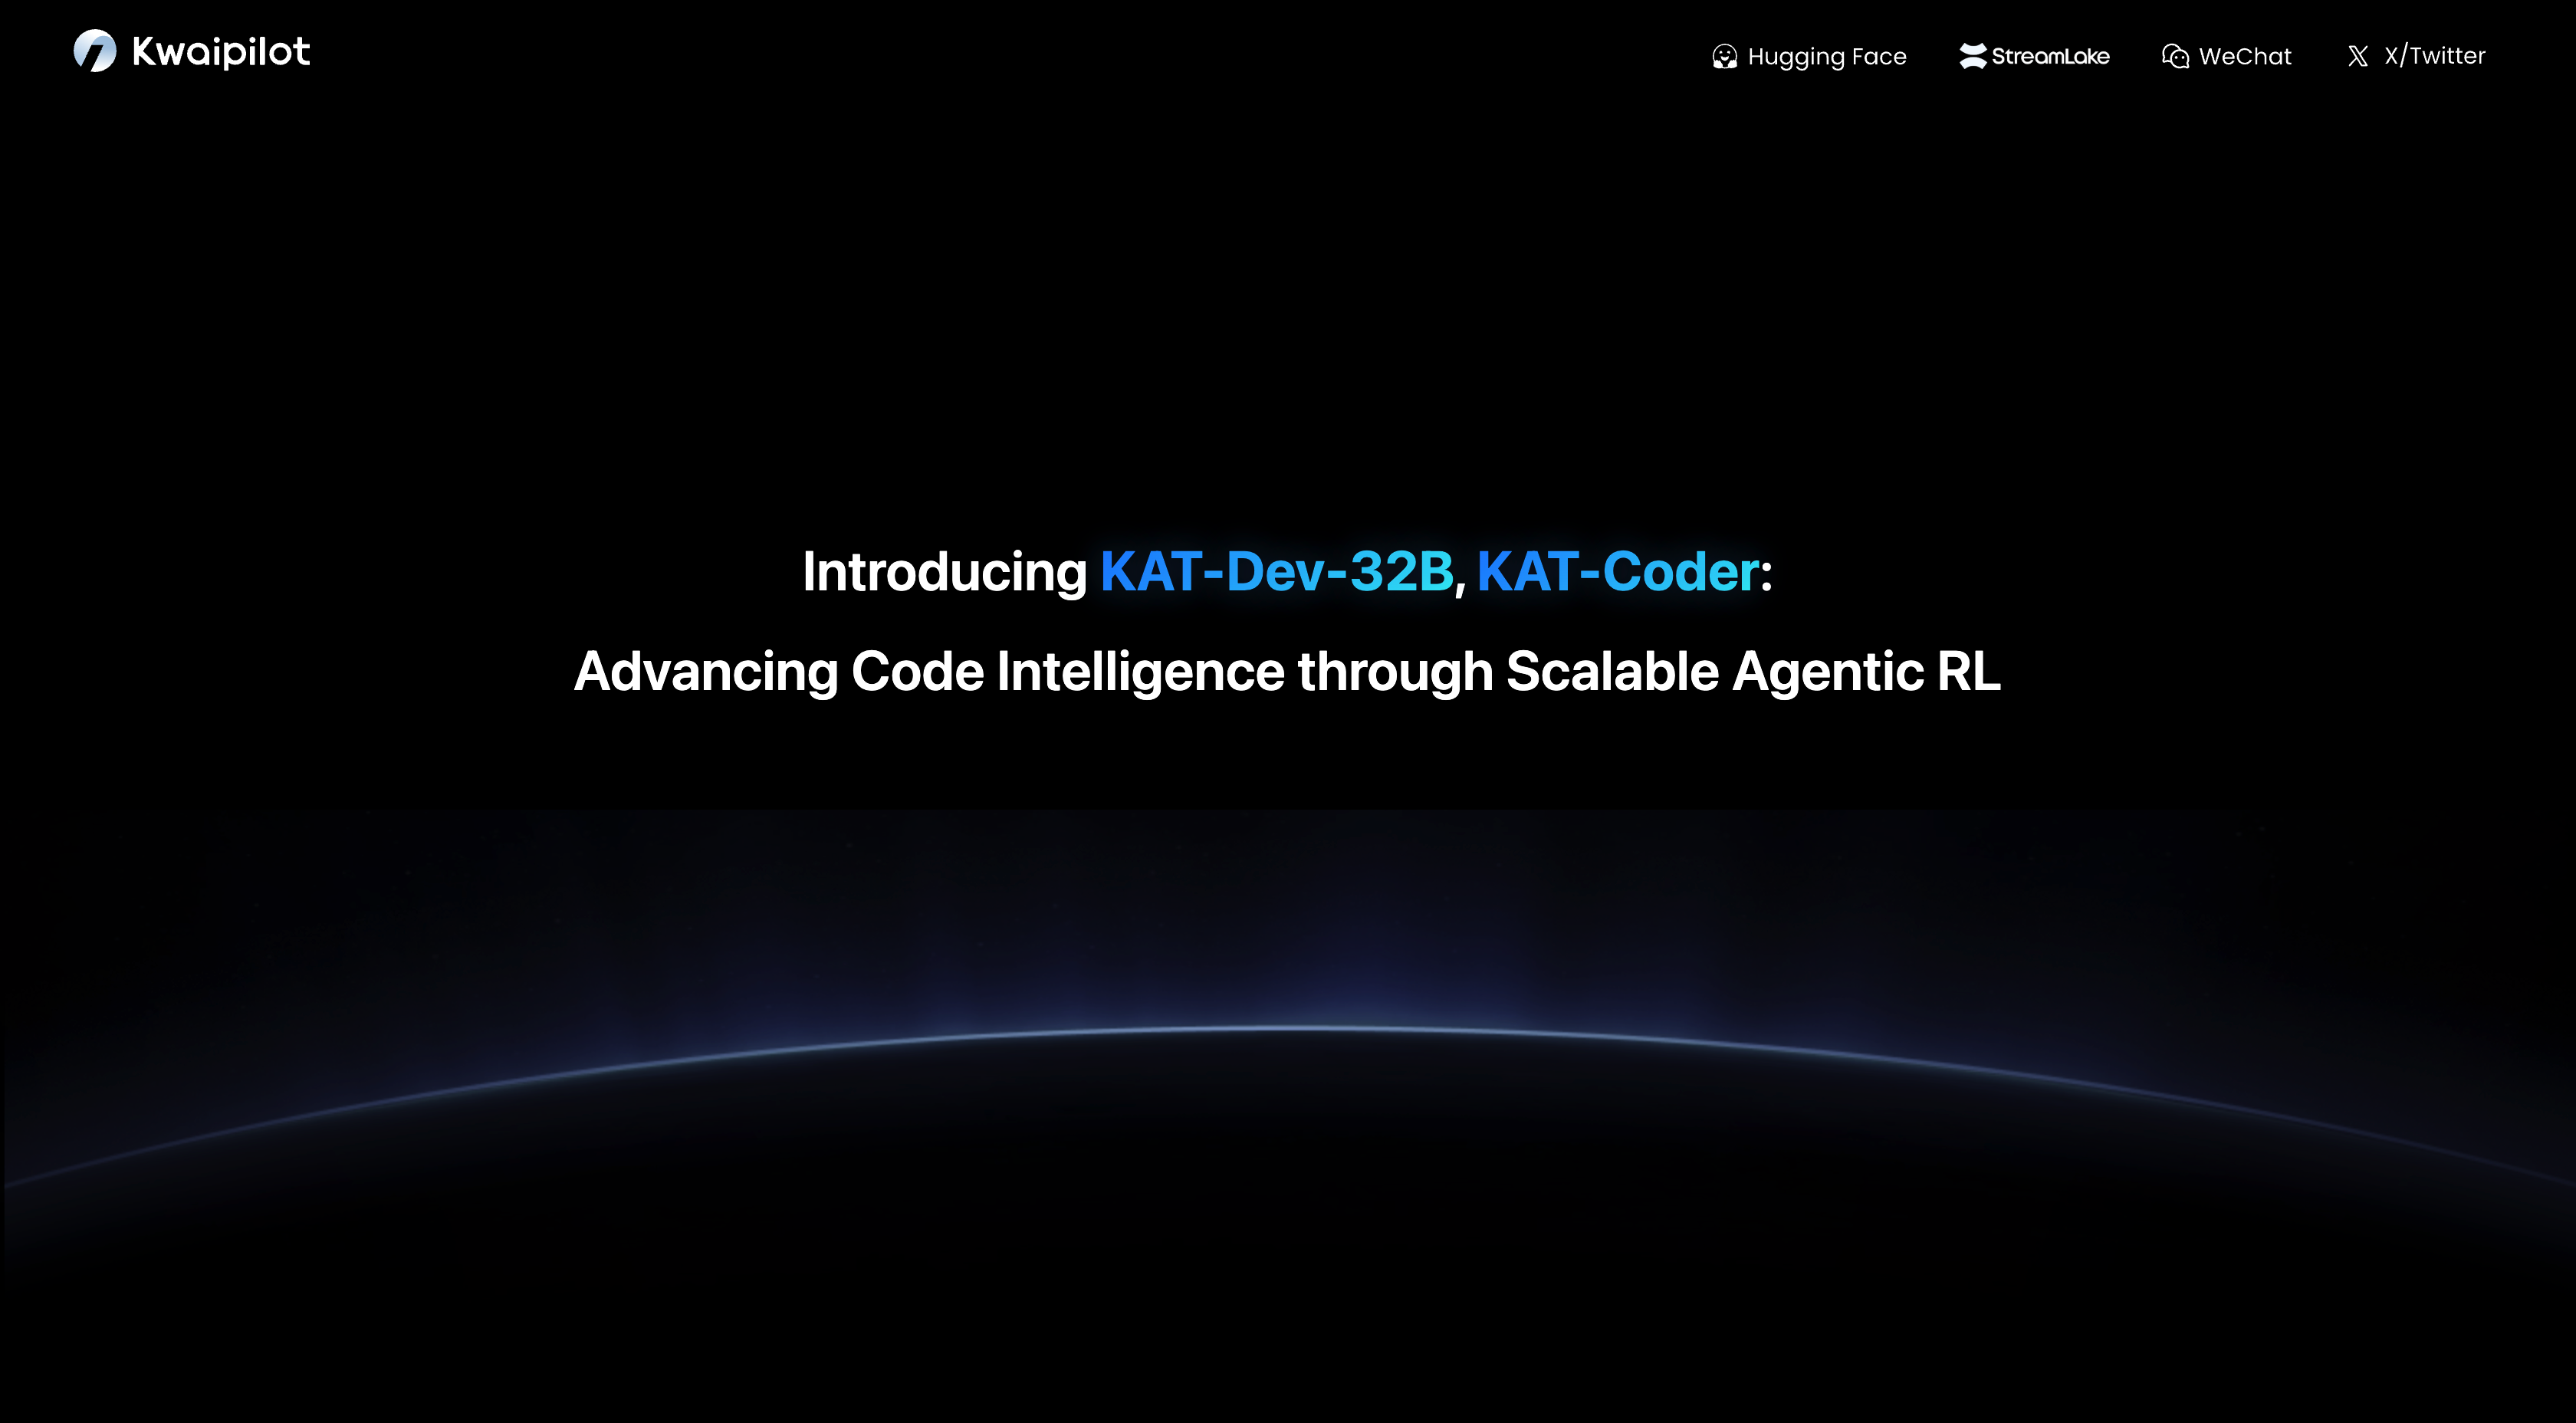 Kwaipilot
Hugging Face StreamLake WeChat X/Twitter
Introducing KAT-Dev-32B, KAT-Coder:
Advancing Code Intelligence through Scalable Agentic RL